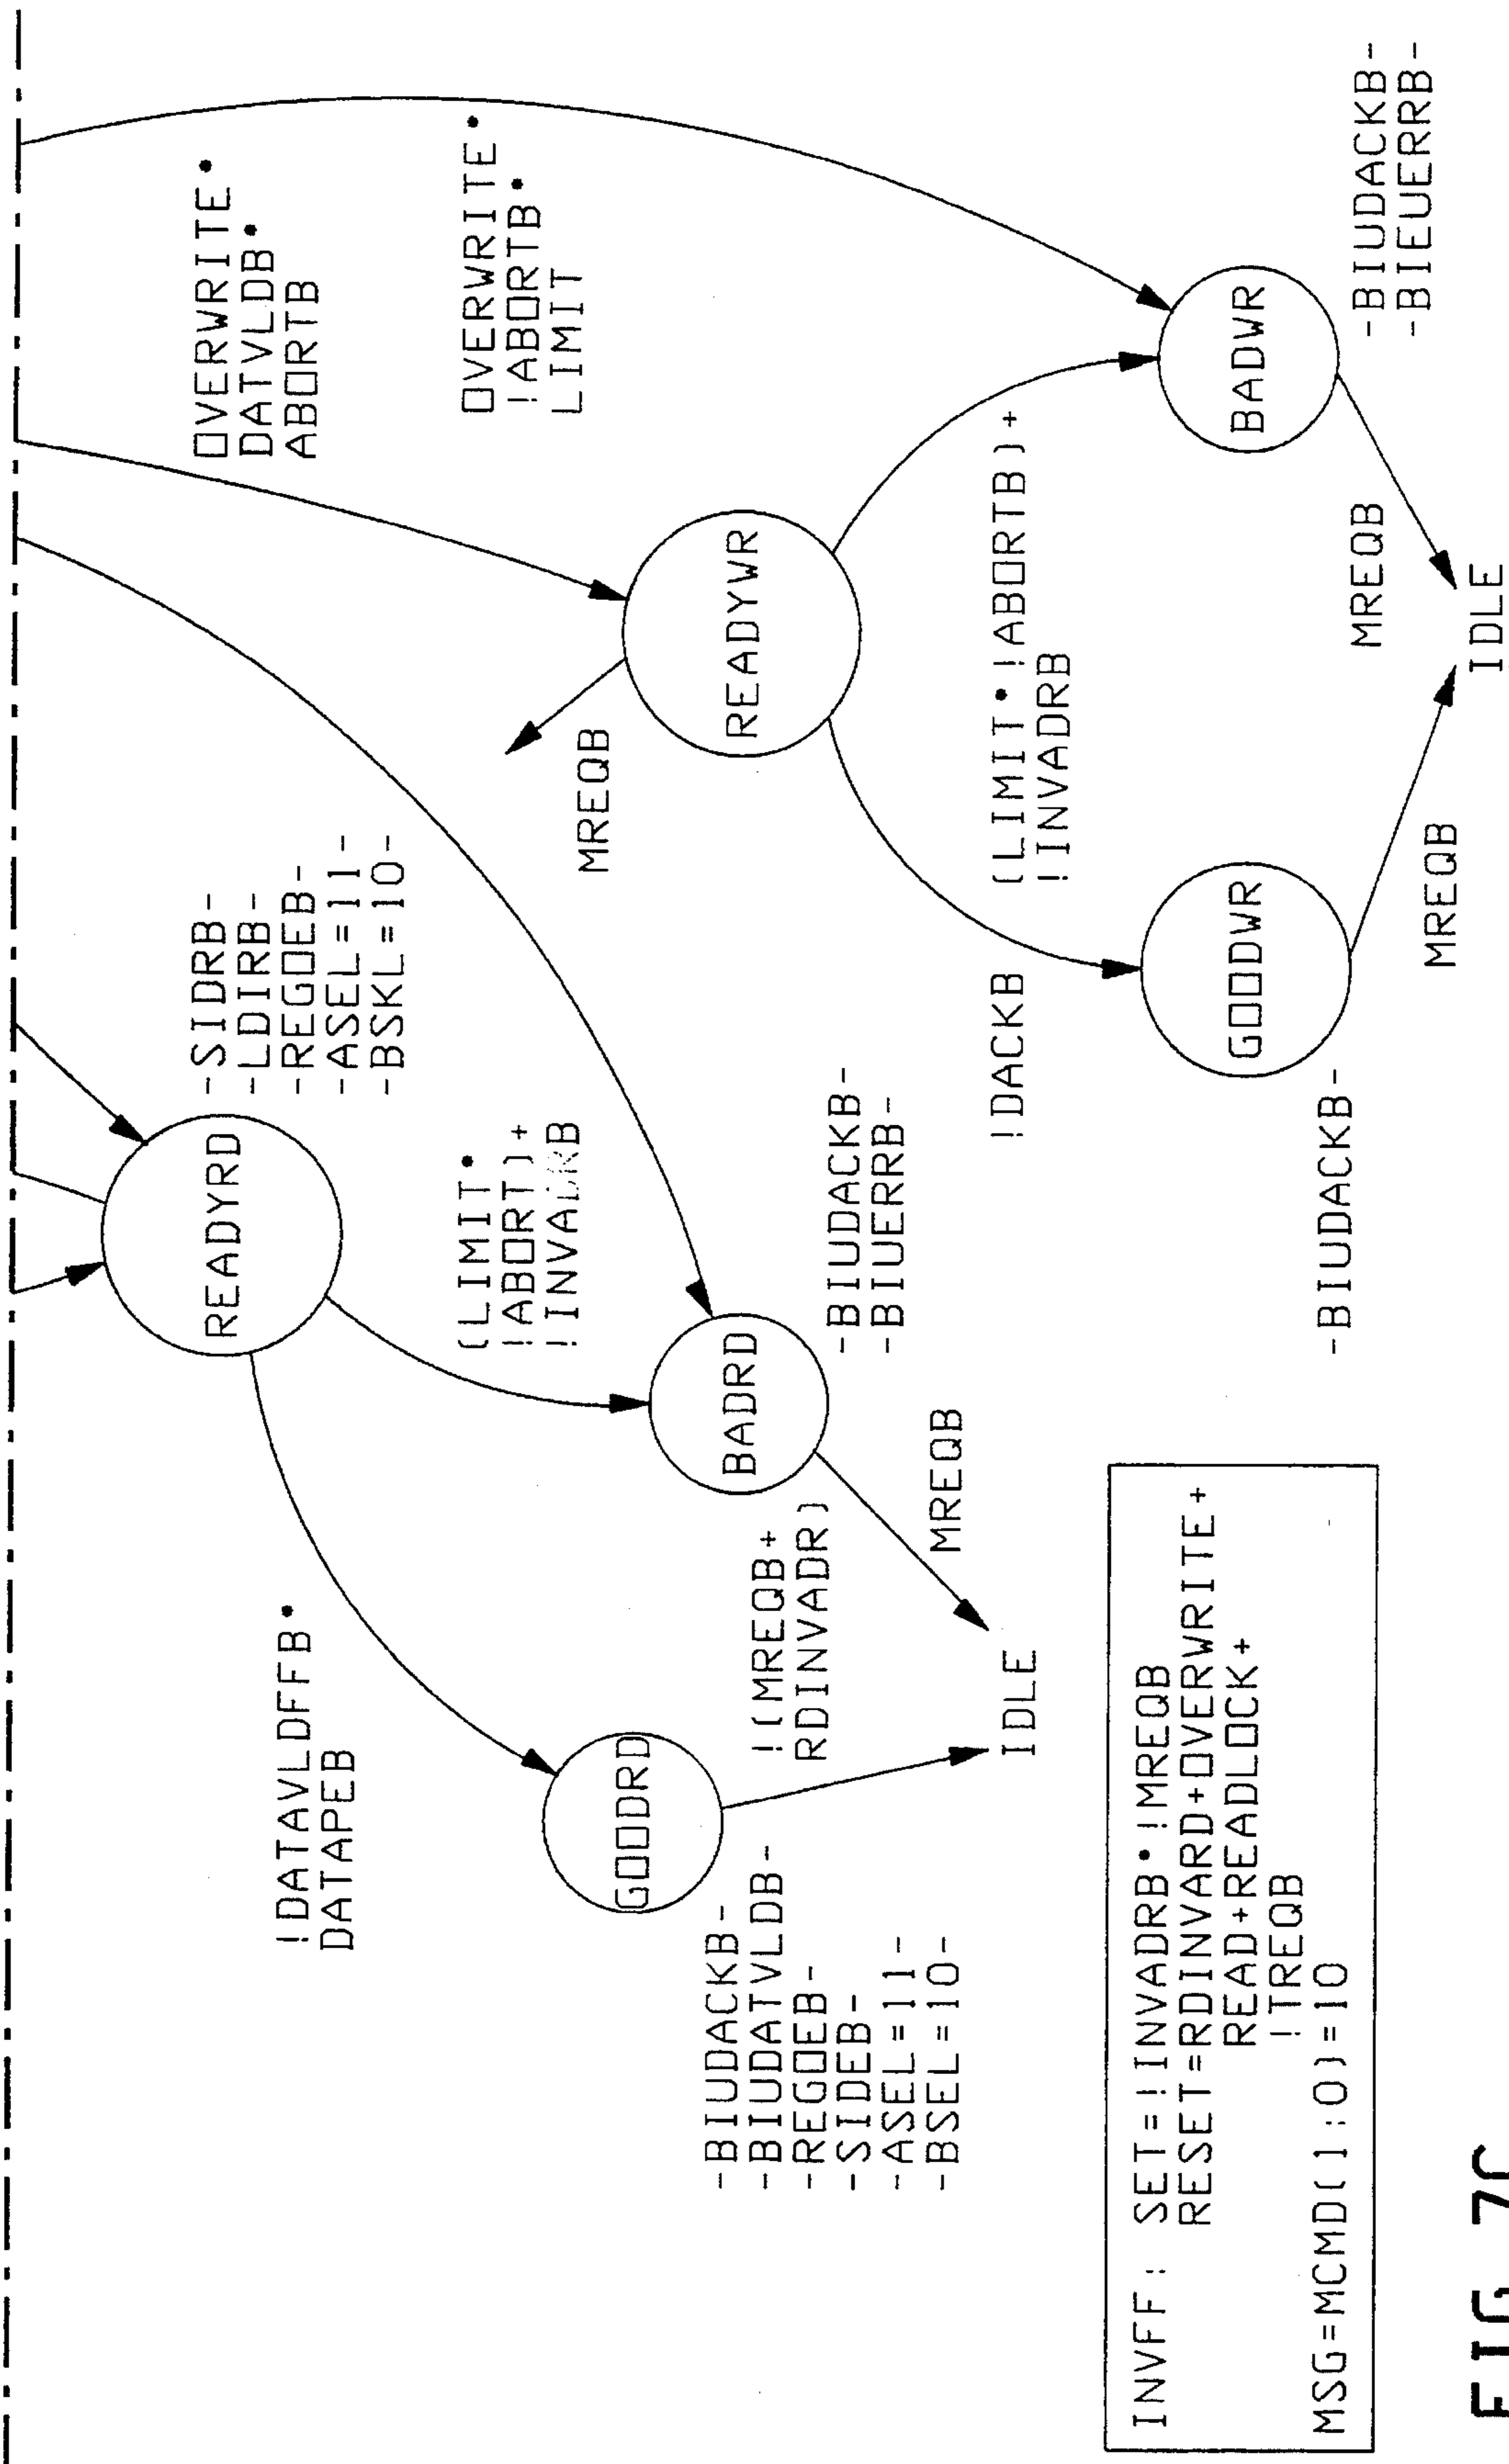 -SIDRB-
-LDIRB-
-REGOEB-
-ASEL=11-
-BSKL=10-
OVERWRITE•
DATVLDB•
ABORTB
READYRD
!DATAVLDFFB•
DATAPEB
(LIMIT•
!ABORT)+
!INVADRB
OVERWRITE•
!ABORTB•
LIMIT
MREQB
GOODRD
BADRD
READYWR
-BIUDACKB-
-BIUDATVLDB-
-REGOEB-
-SIDEB-
-ASEL=11-
-BSEL=10-
!(MREQB+
RDINVADR)
-BIUDACKB-
-BIUERRB-
MREQB
IDLE
!DACKB
(LIMIT•!ABORTB)+
!INVADRB
GOODWR
BADWR
-BIUDACKB-
MREQB
MREQB
-BIUDACKB-
-BIEUERRB-
IDLE
INVFF: SET=!INVADRB•!MREQB
RESET=RDINVARD+OVERWRITE+
READ+READLOCK+
!TREQB
MSG=MCMD(1:0)=10
FIG 7C